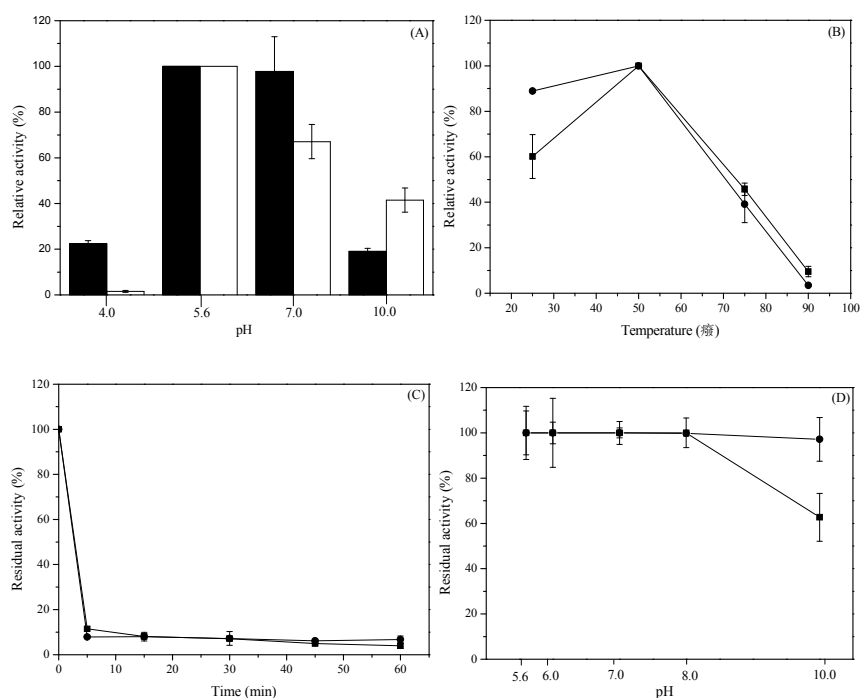 (A)
Relative activity (%)
120
100
80
60
40
20
0
4.0 5.6 7.0 10.0
pH
(B)
Relative activity (%)
120
100
80
60
40
20
0
20 30 40 50 60 70 80 90 100
Temperature (癈)
(C)
Residual activity (%)
120
100
80
60
40
20
0
0 10 20 30 40 50 60
Time (min)
(D)
Residual activity (%)
120
100
80
60
40
20
0
5.6 6.0 7.0 8.0 10.0
pH